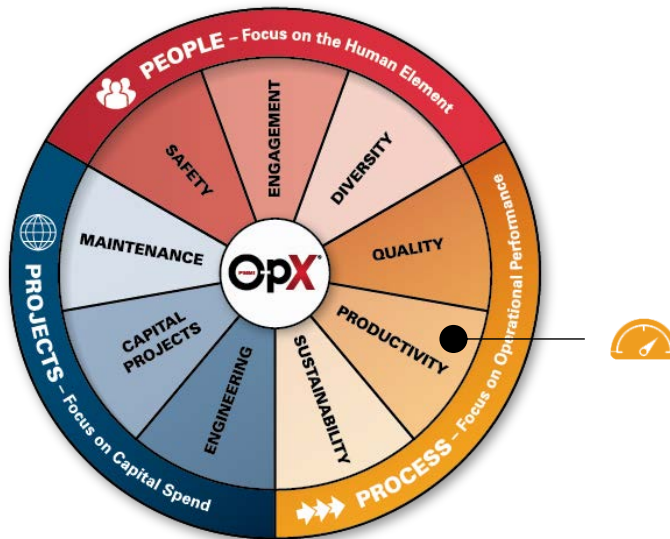 PEOPLE – Focus on the Human Element
SAFETY
ENGAGEMENT
DIVERSITY
MAINTENANCE
QUALITY
OpX
CAPITAL
PROJECTS
PRODUCTIVITY
ENGINEERING
SUSTAINABILITY
PROJECTS – Focus on Capital Spend
PROCESS – Focus on Operational Performance